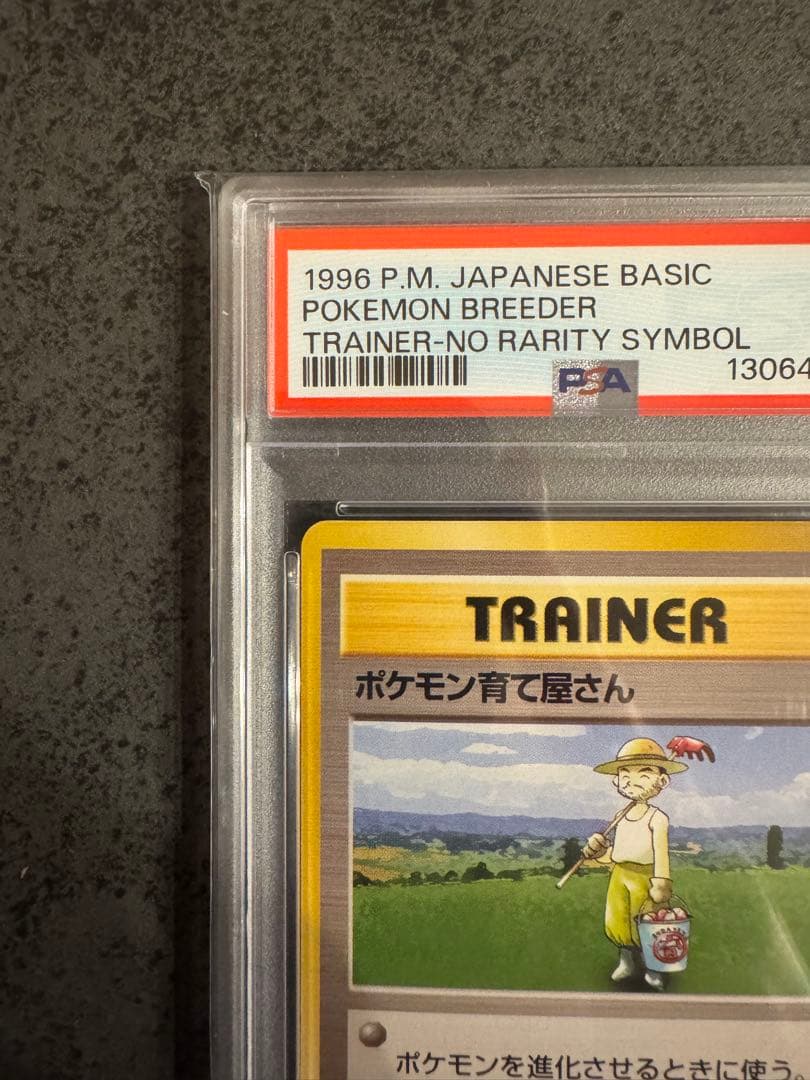 1996 P.M. JAPANESE BASIC
POKEMON BREEDER
TRAINER-NO RARITY SYMBOL
PSA
13064
TRAINER
ポケモン育て屋さん
ポケモンを進化させるときに使う。